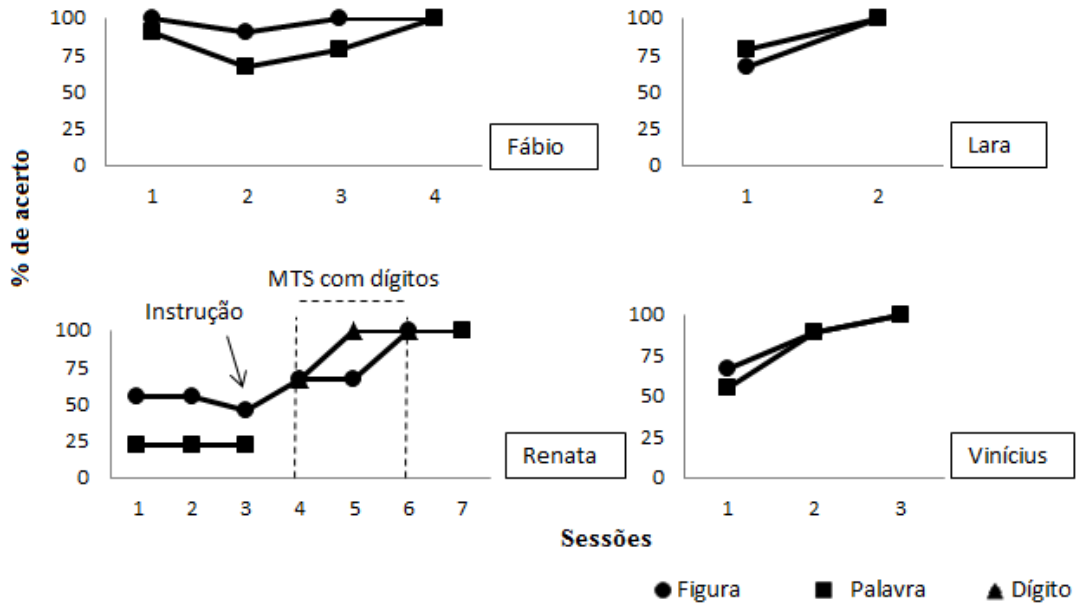 % de acerto
100
75
50
25
0
1 2 3 4
Fábio
100
75
50
25
0
1 2
Lara
MTS com dígitos
Instrução
100
75
50
25
0
1 2 3 4 5 6 7
Renata
100
75
50
25
0
1 2 3
Vinícius
Sessões
Figura Palavra Dígito